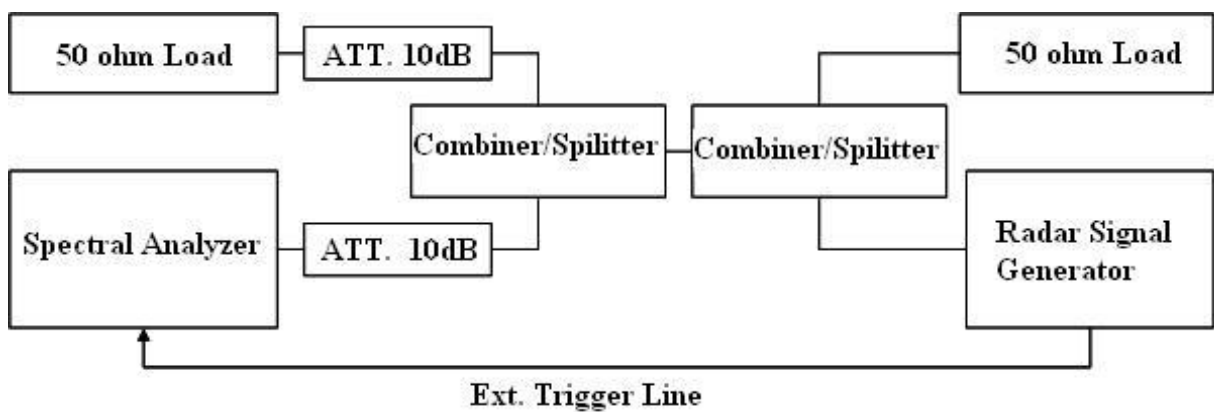 50 ohm Load
ATT. 10dB
50 ohm Load
Combiner/Spilitter
Combiner/Spilitter
Spectral Analyzer
ATT. 10dB
Radar Signal
Generator
Ext. Trigger Line